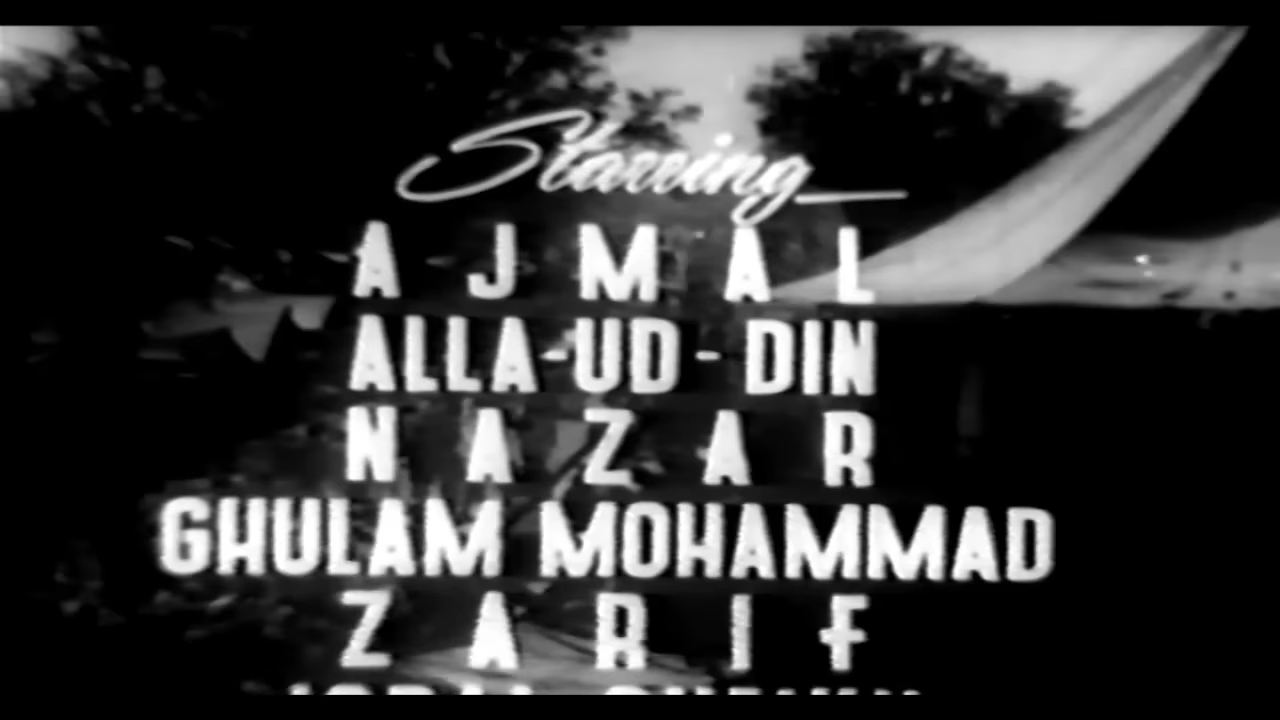 Starring
AJMAL
ALLA-UD-DIN
NAZAR
GHULAM MOHAMMAD
ZARIF